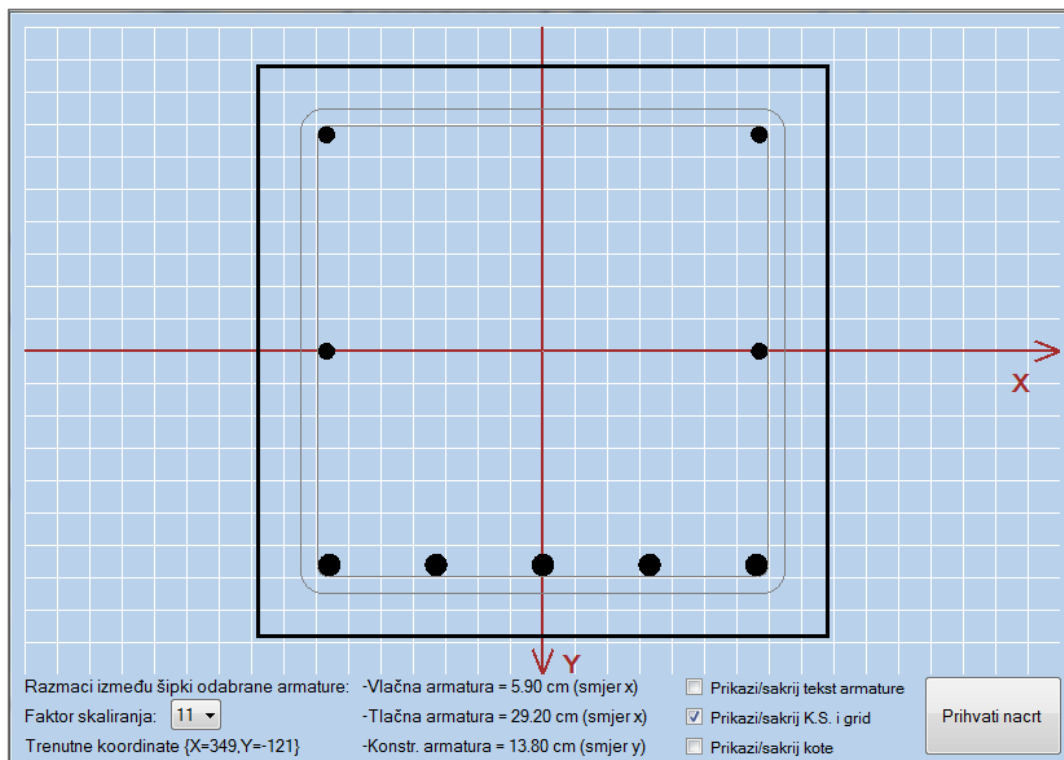 X
Y
Razmaci između šipki odabrane armature: -Vlačna armatura = 5.90 cm (smjer x)
Prikazi/sakrij tekst armature
Faktor skaliranja: 11 -Tlačna armatura = 29.20 cm (smjer x)
Prikazi/sakrij K.S. i grid
Trenutne koordinate {X=349,Y=-121} -Konstr. armatura = 13.80 cm (smjer y)
Prikazi/sakrij kote
Prihvati nacrt